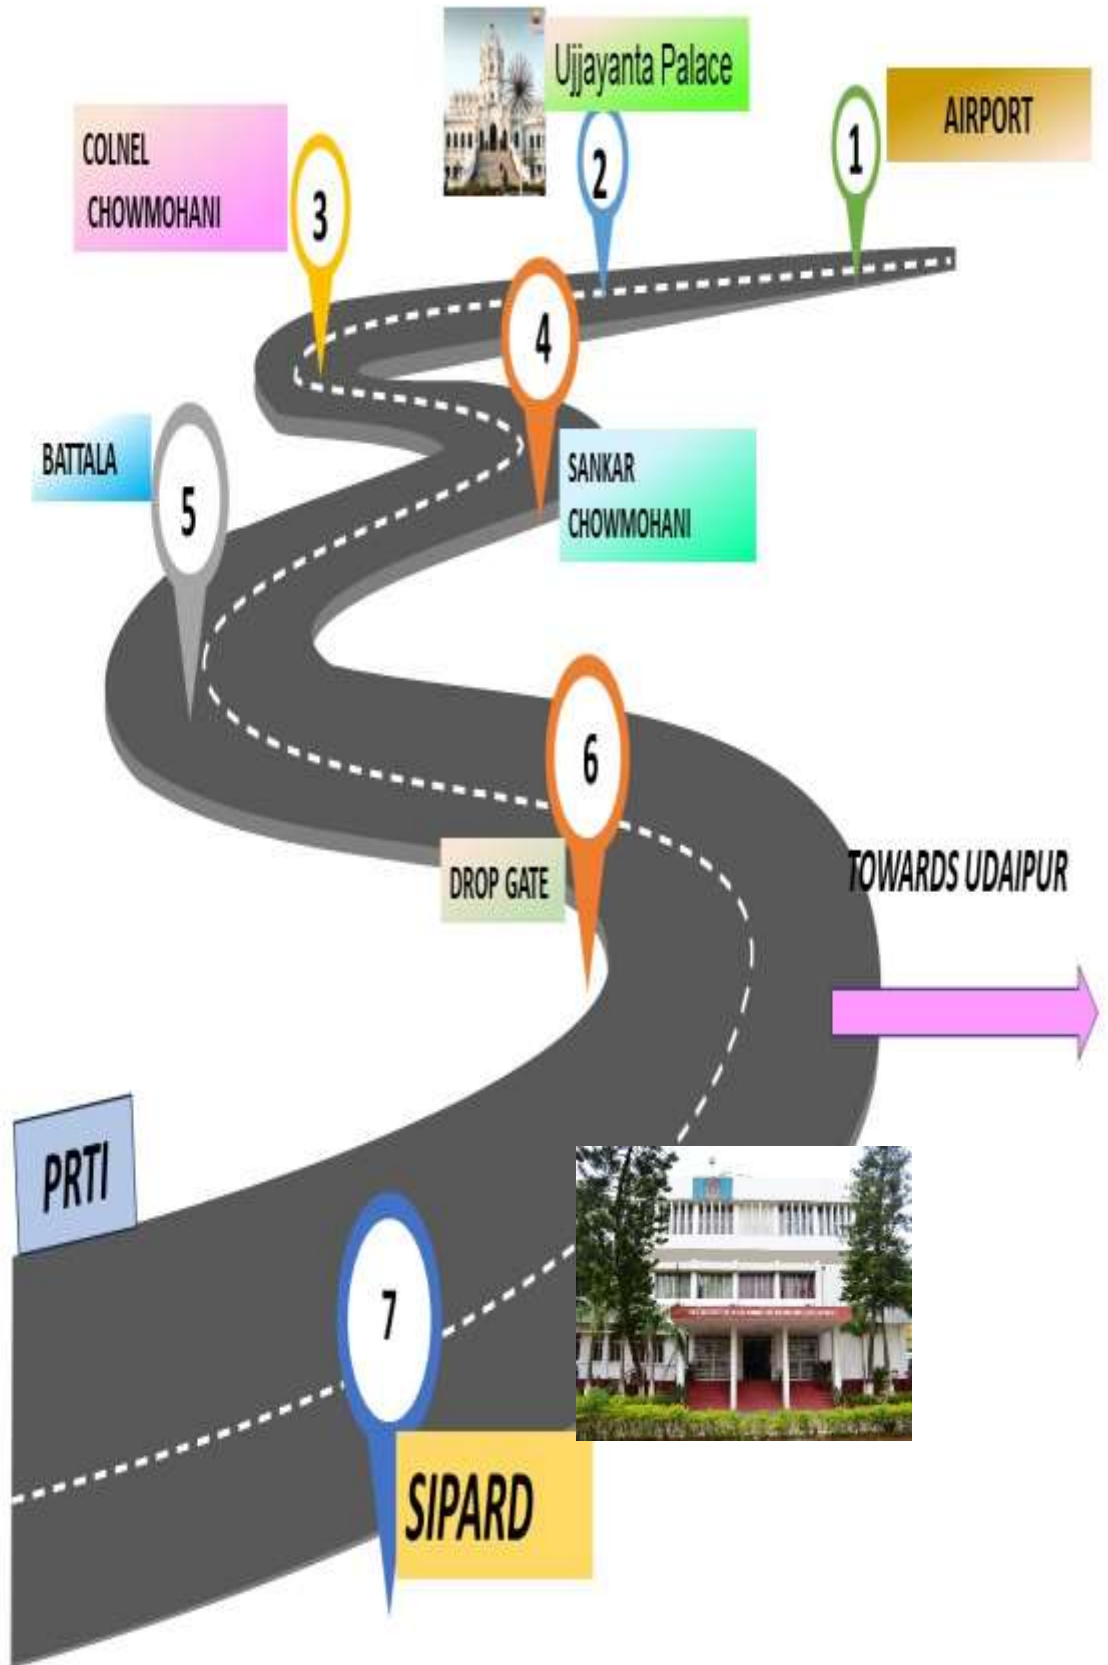 Ujjayanta Palace
AIRPORT
1
2
COLNEL
CHOWMOHANI
3
4
BATTALA
5
SANKAR
CHOWMOHANI
6
DROP GATE
TOWARDS UDAIPUR
PRTI
7
SIPARD